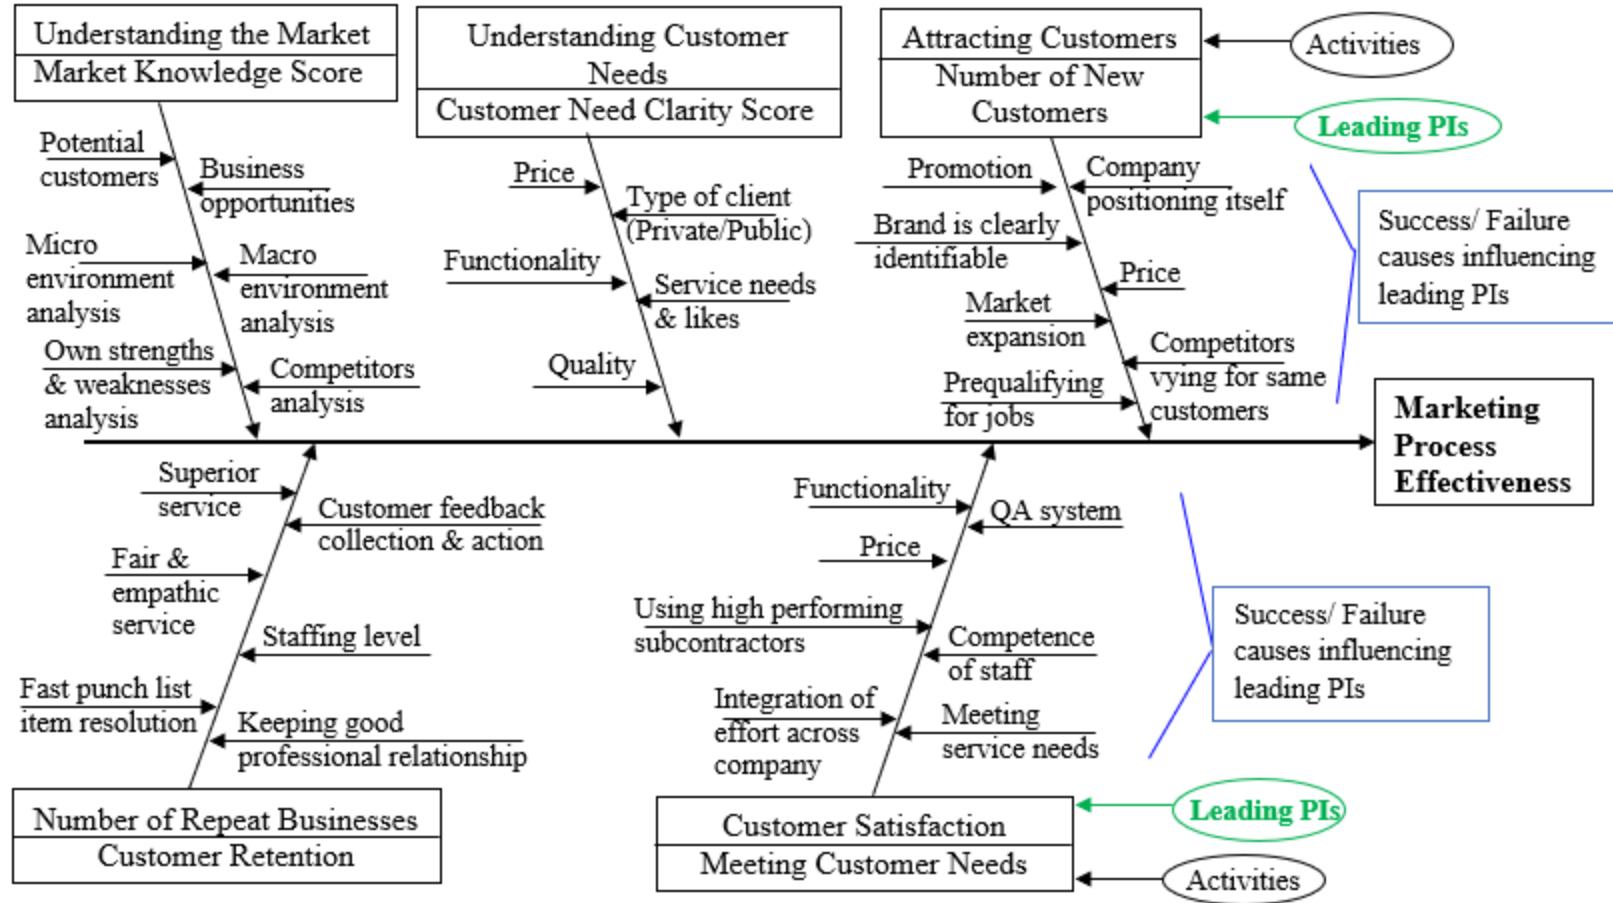 Understanding the Market
Market Knowledge Score
Understanding Customer
Needs
Customer Need Clarity Score
Attracting Customers
Number of New
Customers
Activities
Leading PIs
Potential
customers
Business
opportunities
Micro
environment
analysis
Macro
environment
analysis
Own strengths
& weaknesses
analysis
Competitors
analysis
Price
Type of client
(Private/Public)
Functionality
Service needs
& likes
Quality
Promotion
Company
positioning itself
Brand is clearly
identifiable
Price
Market
expansion
Competitors
vying for same
customers
Prequalifying
for jobs
Success/ Failure
causes influencing
leading PIs
Marketing
Process
Effectiveness
Superior
service
Customer feedback
collection & action
Fair &
empathic
service
Staffing level
Fast punch list
item resolution
Keeping good
professional relationship
Number of Repeat Businesses
Customer Retention
Functionality
QA system
Price
Using high performing
subcontractors
Competence
of staff
Integration of
effort across
company
Meeting
service needs
Customer Satisfaction
Meeting Customer Needs
Success/ Failure
causes influencing
leading PIs
Leading PIs
Activities